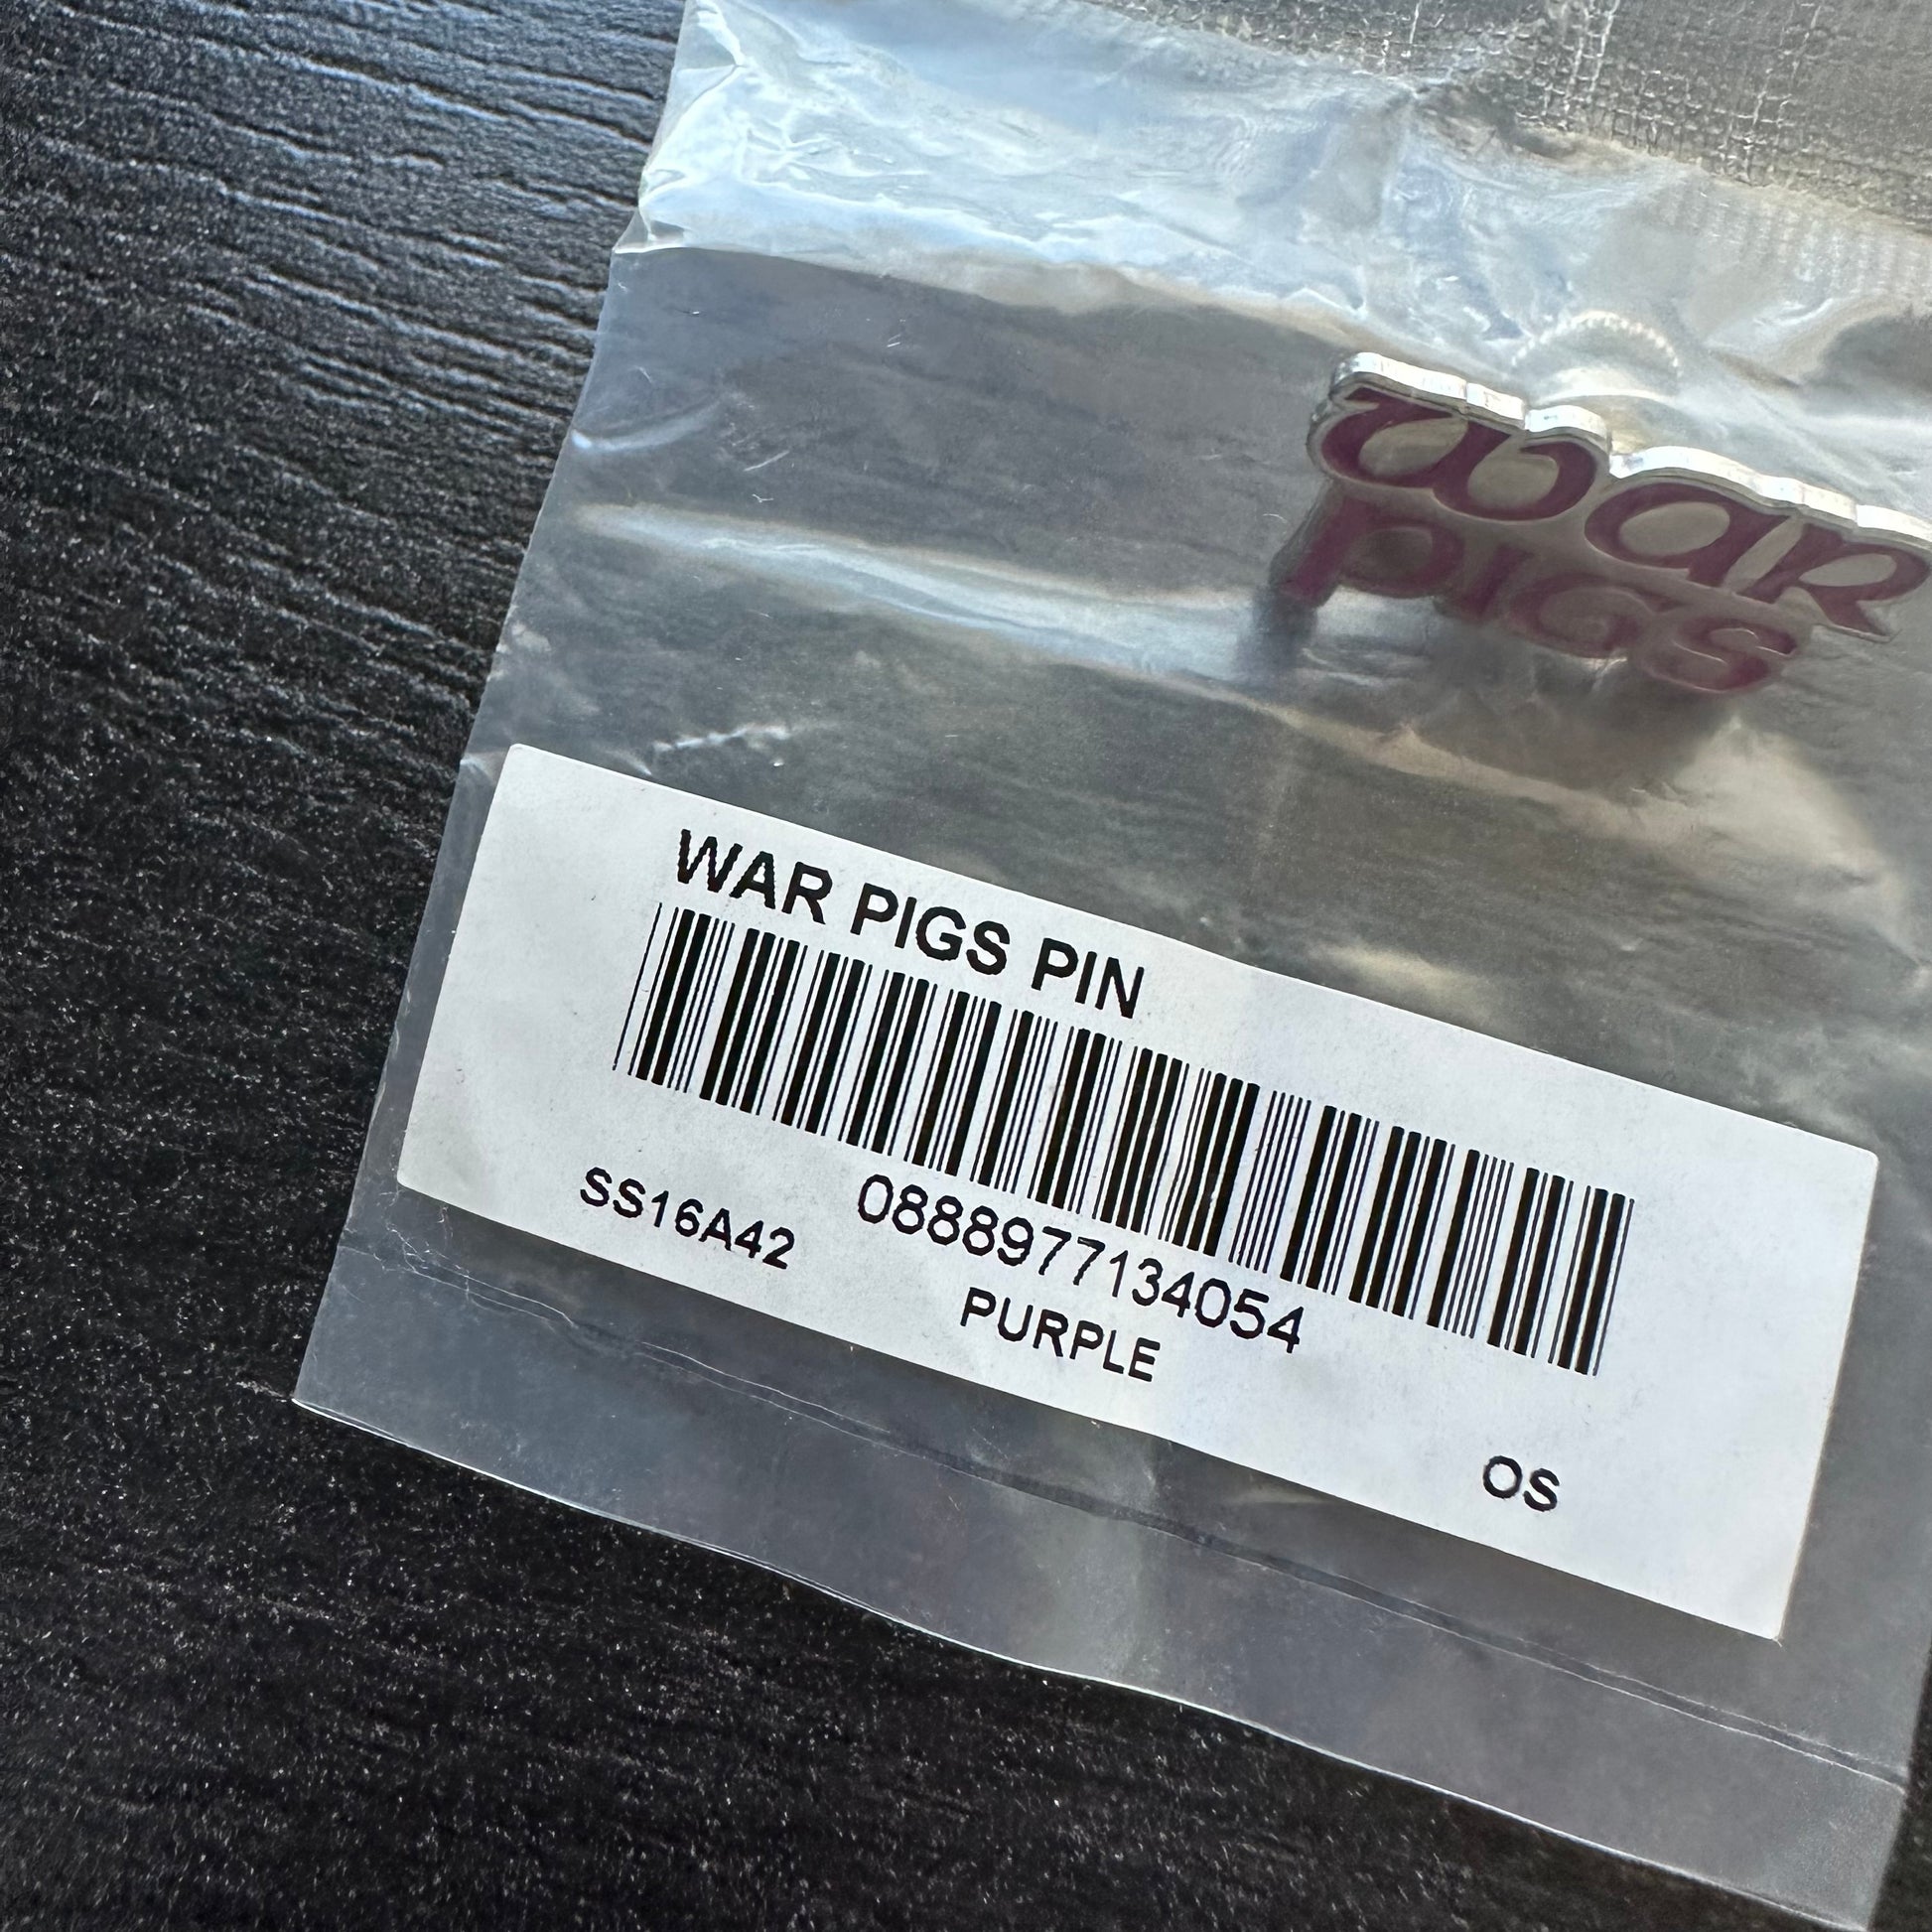 WAR
PIGS
WAR PIGS PIN
0888977134054
SS16A42
PURPLE
OS